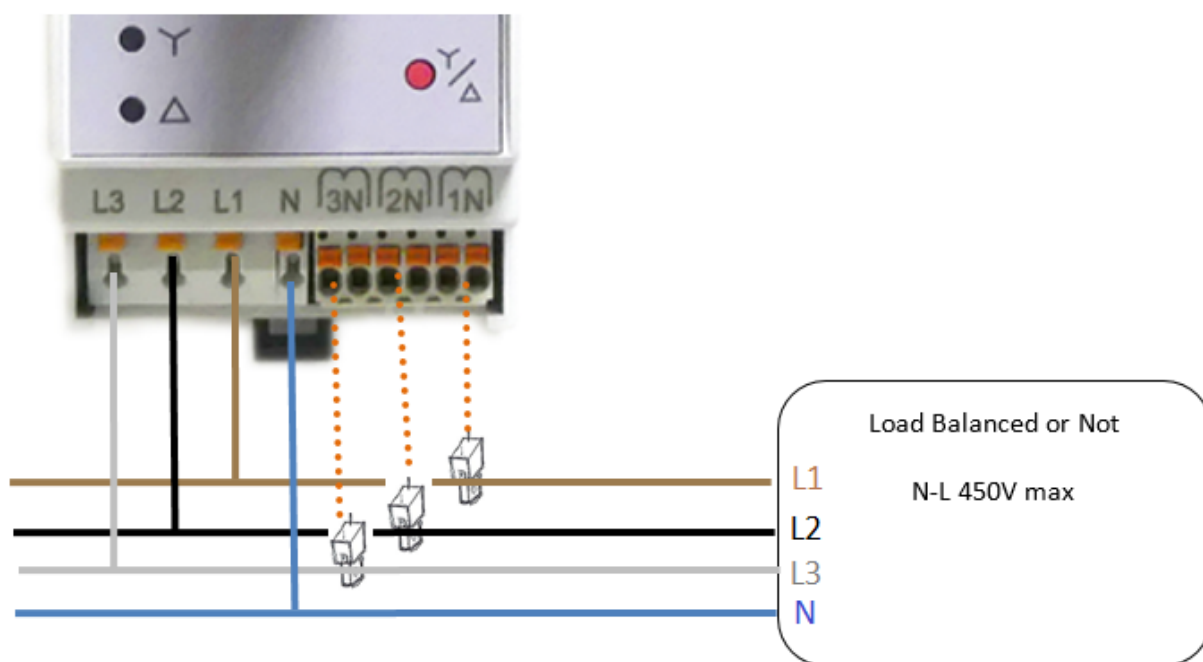 L3 L2 L1 N 3N 2N 1N
Load Balanced or Not
L1
N-L 450V max
L2
L3
N